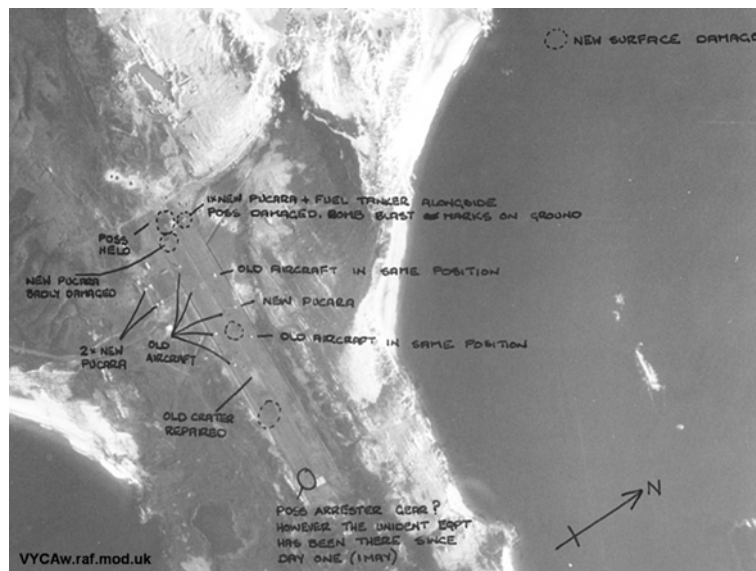 NEW SURFACE DAMAGE
1x NEW PUCARA + FUEL TANKER ALONGSIDE
POSS DAMAGED. BOMB BLAST MARKS ON GROUND
POSS
HELO
NEW PUCARA
BADLY DAMAGED
OLD AIRCRAFT IN SAME POSITION
NEW PUCARA
OLD AIRCRAFT IN SAME POSITION
2x NEW
PUCARA
OLD
AIRCRAFT
OLD CRATER
REPAIRED
POSS ARRESTER GEAR?
HOWEVER THE UNIDENT EQPT
HAS BEEN THERE SINCE
DAY ONE (1 MAY)
N
VYCAw.raf.mod.uk